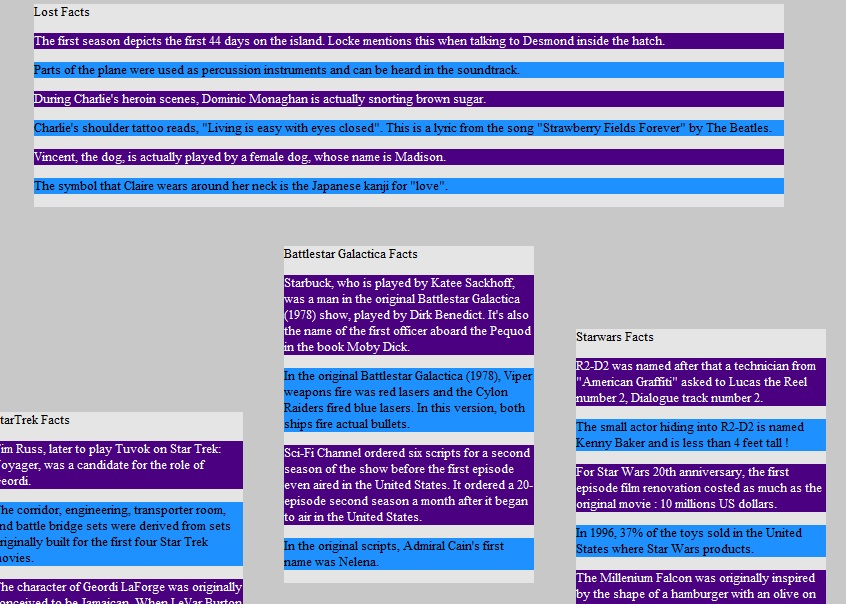 Lost Facts
The first season depicts the first 44 days on the island. Locke mentions this when talking to Desmond inside the hatch.
Parts of the plane were used as percussion instruments and can be heard in the soundtrack.
During Charlie's heroin scenes, Dominic Monaghan is actually snorting brown sugar.
Charlie's shoulder tattoo reads, "Living is easy with eyes closed". This is a lyric from the song "Strawberry Fields Forever" by The Beatles.
Vincent, the dog, is actually played by a female dog, whose name is Madison.
The symbol that Claire wears around her neck is the Japanese kanji for "love".
Battlestar Galactica Facts
Starbuck, who is played by Katee Sackhoff,
was a man in the original Battlestar Galactica
(1978) show, played by Dirk Benedict. It's also
the name of the first officer aboard the Pequod
in the book Moby Dick.
In the original Battlestar Galactica (1978), Viper
weapons fire was red lasers and the Cylon
Raiders fired blue lasers. In this version, both
ships fire actual bullets.
Sci-Fi Channel ordered six scripts for a second
season of the show before the first episode
even aired in the United States. It ordered a 20-
episode second season a month after it began
to air in the United States.
In the original scripts, Admiral Cain's first
name was Nelena.
Starwars Facts
R2-D2 was named after that a technician from
"American Graffiti" asked to Lucas the Reel
number 2, Dialogue track number 2.
The small actor hiding into R2-D2 is named
Kenny Baker and is less than 4 feet tall !
For Star Wars 20th anniversary, the first
episode film renovation costed as much as the
original movie : 10 millions US dollars.
In 1996, 37% of the toys sold in the United
States where Star Wars products.
The Millenium Falcon was originally inspired
by the shape of a hamburger with an olive on
tarTrek Facts
im Russ, later to play Tuvok on Star Trek:
oyager, was a candidate for the role of
eordi.
he corridor, engineering, transporter room,
nd battle bridge sets were derived from sets
riginally built for the first four Star Trek
ovies.
he character of Geordi LaForge was originally
onceived to be Jamaican. When LeVar Burton